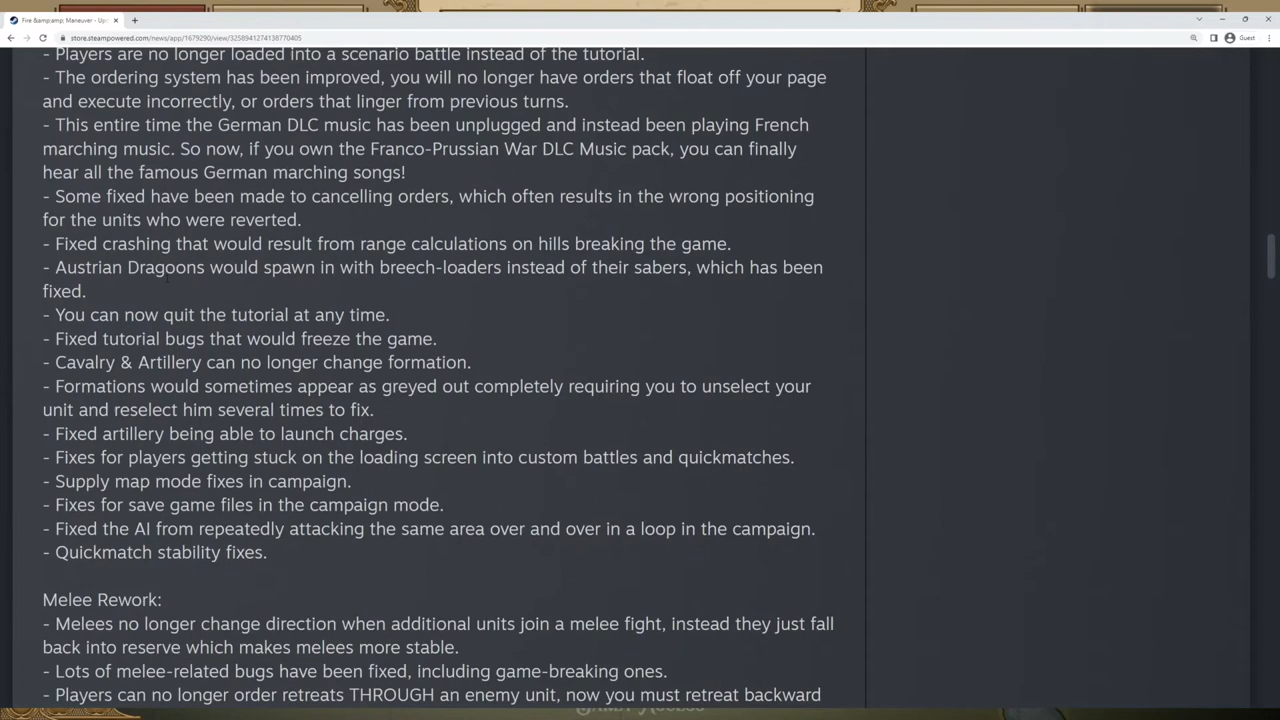 Fire &amp;amp; Maneuver - Up
store.steampowered.com/news/app/1679290/view/3258941274138770405
Guest
- Players are no longer loaded into a scenario battle instead of the tutorial.
- The ordering system has been improved, you will no longer have orders that float off your page
and execute incorrectly, or orders that linger from previous turns.
- This entire time the German DLC music has been unplugged and instead been playing French
marching music. So now, if you own the Franco-Prussian War DLC Music pack, you can finally
hear all the famous German marching songs!
- Some fixed have been made to cancelling orders, which often results in the wrong positioning
for the units who were reverted.
- Fixed crashing that would result from range calculations on hills breaking the game.
- Austrian Dragoons would spawn in with breech-loaders instead of their sabers, which has been
fixed.
- You can now quit the tutorial at any time.
- Fixed tutorial bugs that would freeze the game.
- Cavalry & Artillery can no longer change formation.
- Formations would sometimes appear as greyed out completely requiring you to unselect your
unit and reselect him several times to fix.
- Fixed artillery being able to launch charges.
- Fixes for players getting stuck on the loading screen into custom battles and quickmatches.
- Supply map mode fixes in campaign.
- Fixes for save game files in the campaign mode.
- Fixed the AI from repeatedly attacking the same area over and over in a loop in the campaign.
- Quickmatch stability fixes.
Melee Rework:
- Melees no longer change direction when additional units join a melee fight, instead they just fall
back into reserve which makes melees more stable.
- Lots of melee-related bugs have been fixed, including game-breaking ones.
- Players can no longer order retreats THROUGH an enemy unit, now you must retreat backward